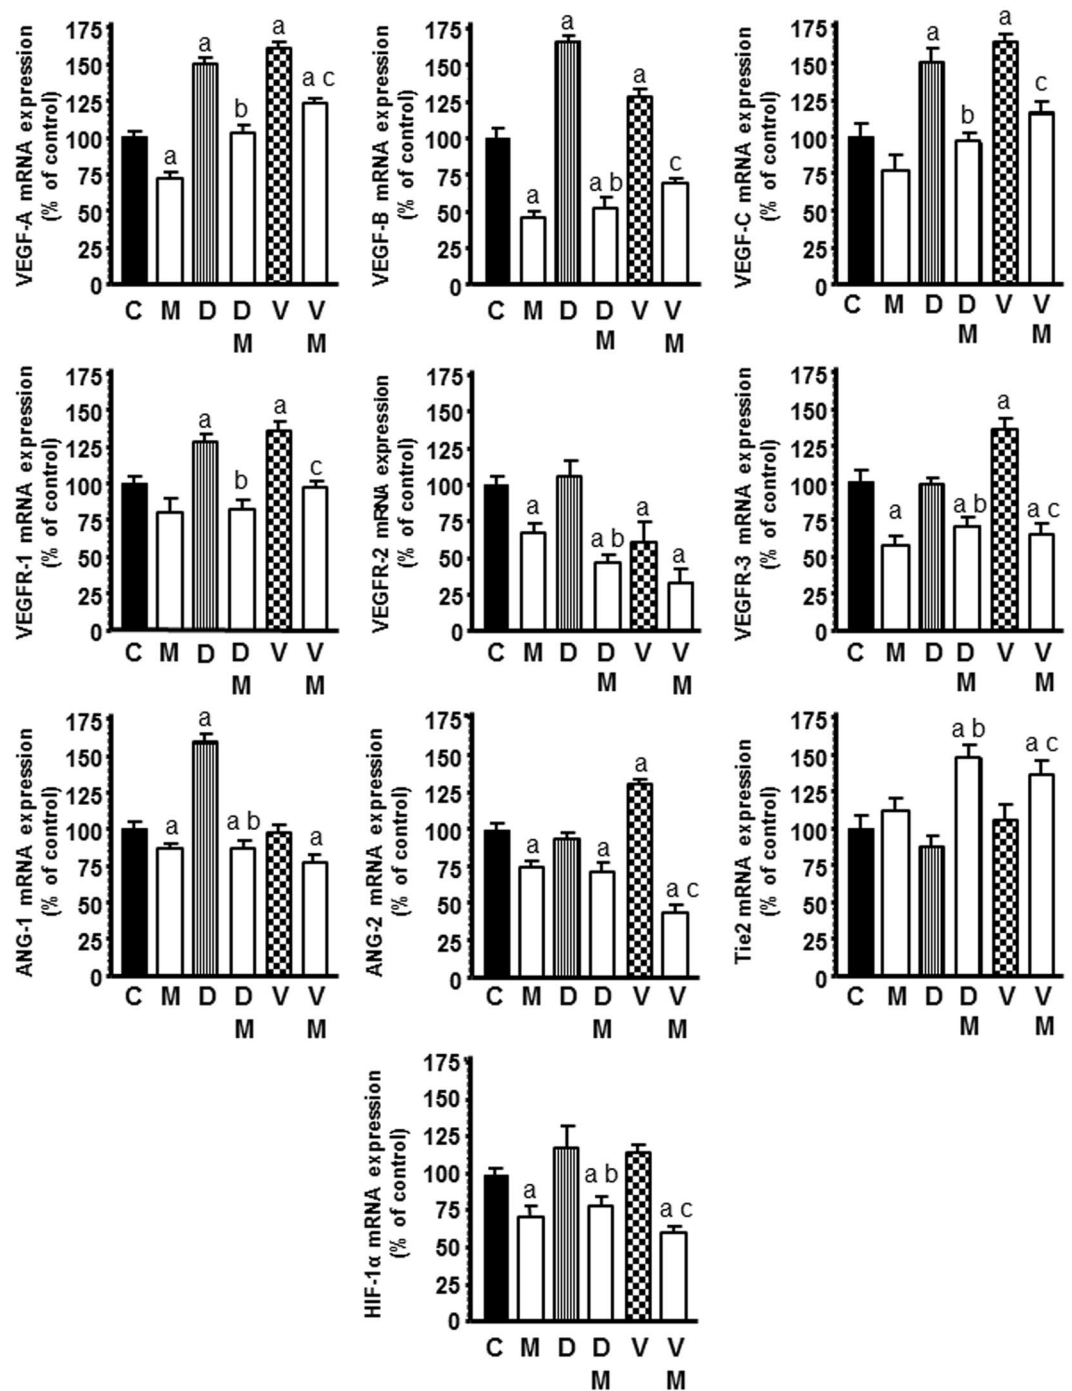 VEGF-A mRNA expression
(% of control)
175
150
125
100
75
50
25
0
a
a
b
a
a c
C M D D V V
M M
VEGF-B mRNA expression
(% of control)
175
150
125
100
75
50
25
0
a
a
a b
a
c
C M D D V V
M M
VEGF-C mRNA expression
(% of control)
175
150
125
100
75
50
25
0
a
b
a
c
C M D D V V
M M
VEGFR-1 mRNA expression
(% of control)
175
150
125
100
75
50
25
0
a
b
a
c
C M D D V V
M M
VEGFR-2 mRNA expression
(% of control)
175
150
125
100
75
50
25
0
a
a b
a
a
C M D D V V
M M
VEGFR-3 mRNA expression
(% of control)
175
150
125
100
75
50
25
0
a
a b
a
a c
C M D D V V
M M
ANG-1 mRNA expression
(% of control)
175
150
125
100
75
50
25
0
a
a
a b
a
C M D D V V
M M
ANG-2 mRNA expression
(% of control)
175
150
125
100
75
50
25
0
a
a
a
a c
C M D D V V
M M
Tie2 mRNA expression
(% of control)
175
150
125
100
75
50
25
0
a b
a c
C M D D V V
M M
HIF-1α mRNA expression
(% of control)
175
150
125
100
75
50
25
0
a
a b
a c
C M D D V V
M M